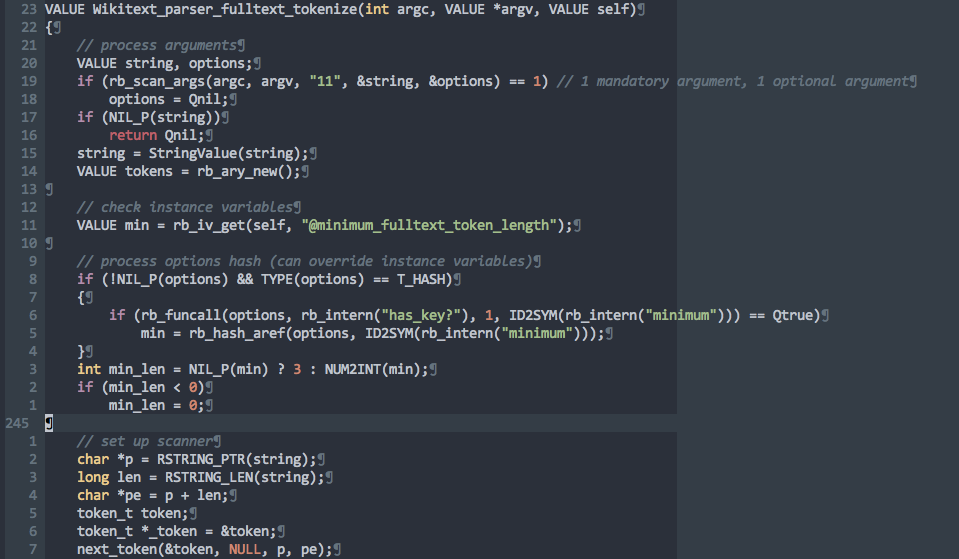 23 VALUE Wikitext_parser_fulltext_tokenize(int argc, VALUE *argv, VALUE self)¶
22 {¶
21     // process arguments¶
20     VALUE string, options;¶
19     if (rb_scan_args(argc, argv, "11", &string, &options) == 1) // 1 mandatory argument, 1 optional argument¶
18         options = Qnil;¶
17     if (NIL_P(string))¶
16         return Qnil;¶
15     string = StringValue(string);¶
14     VALUE tokens = rb_ary_new();¶
13 ¶
12     // check instance variables¶
11     VALUE min = rb_iv_get(self, "@minimum_fulltext_token_length");¶
10 ¶
9     // process options hash (can override instance variables)¶
8     if (!NIL_P(options) && TYPE(options) == T_HASH)¶
7     {¶
6         if (rb_funcall(options, rb_intern("has_key?"), 1, ID2SYM(rb_intern("minimum"))) == Qtrue)¶
5             min = rb_hash_aref(options, ID2SYM(rb_intern("minimum")));¶
4     }¶
3     int min_len = NIL_P(min) ? 3 : NUM2INT(min);¶
2     if (min_len < 0)¶
1         min_len = 0;¶
245 ¶
1     // set up scanner¶
2     char *p = RSTRING_PTR(string);¶
3     long len = RSTRING_LEN(string);¶
4     char *pe = p + len;¶
5     token_t token;¶
6     token_t *_token = &token;¶
7     next_token(&token, NULL, p, pe);¶